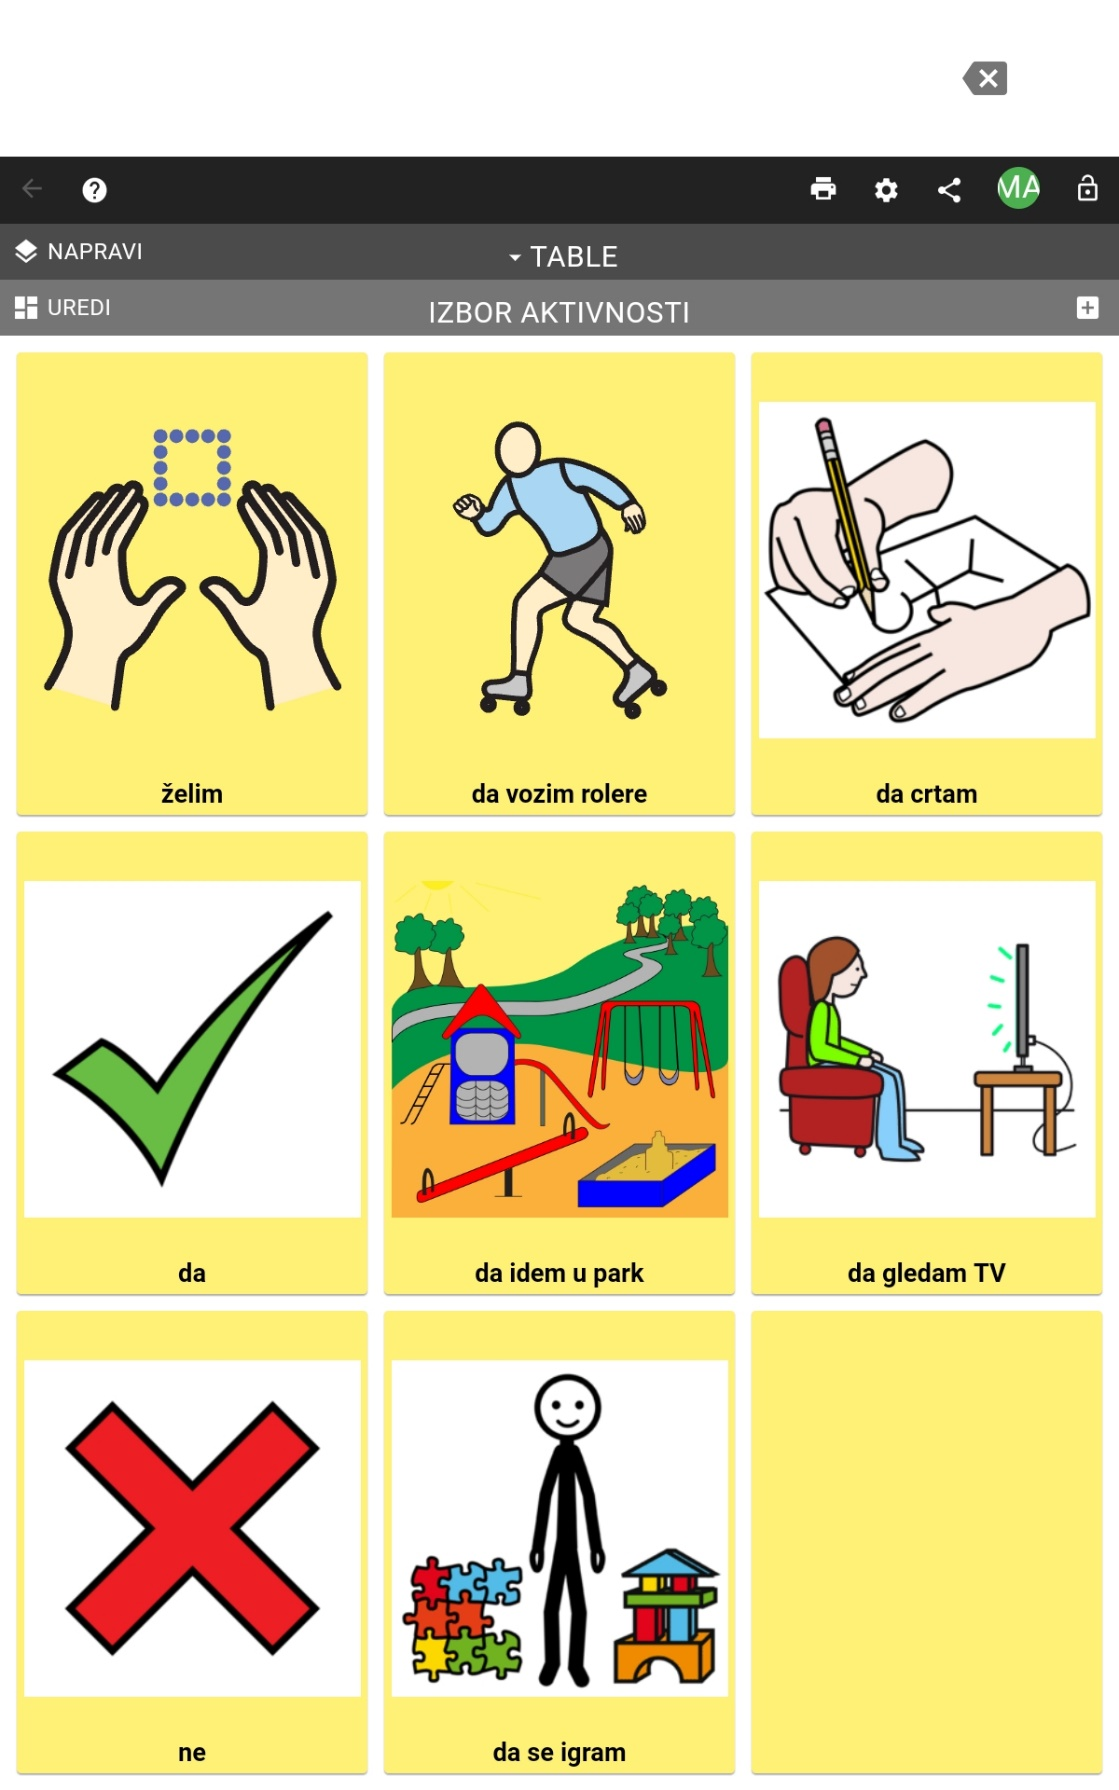 MA
NAPRAVI
TABLE
UREDI
IZBOR AKTIVNOSTI
želim
da vozim rolere
da crtam
da
da idem u park
da gledam TV
ne
da se igram